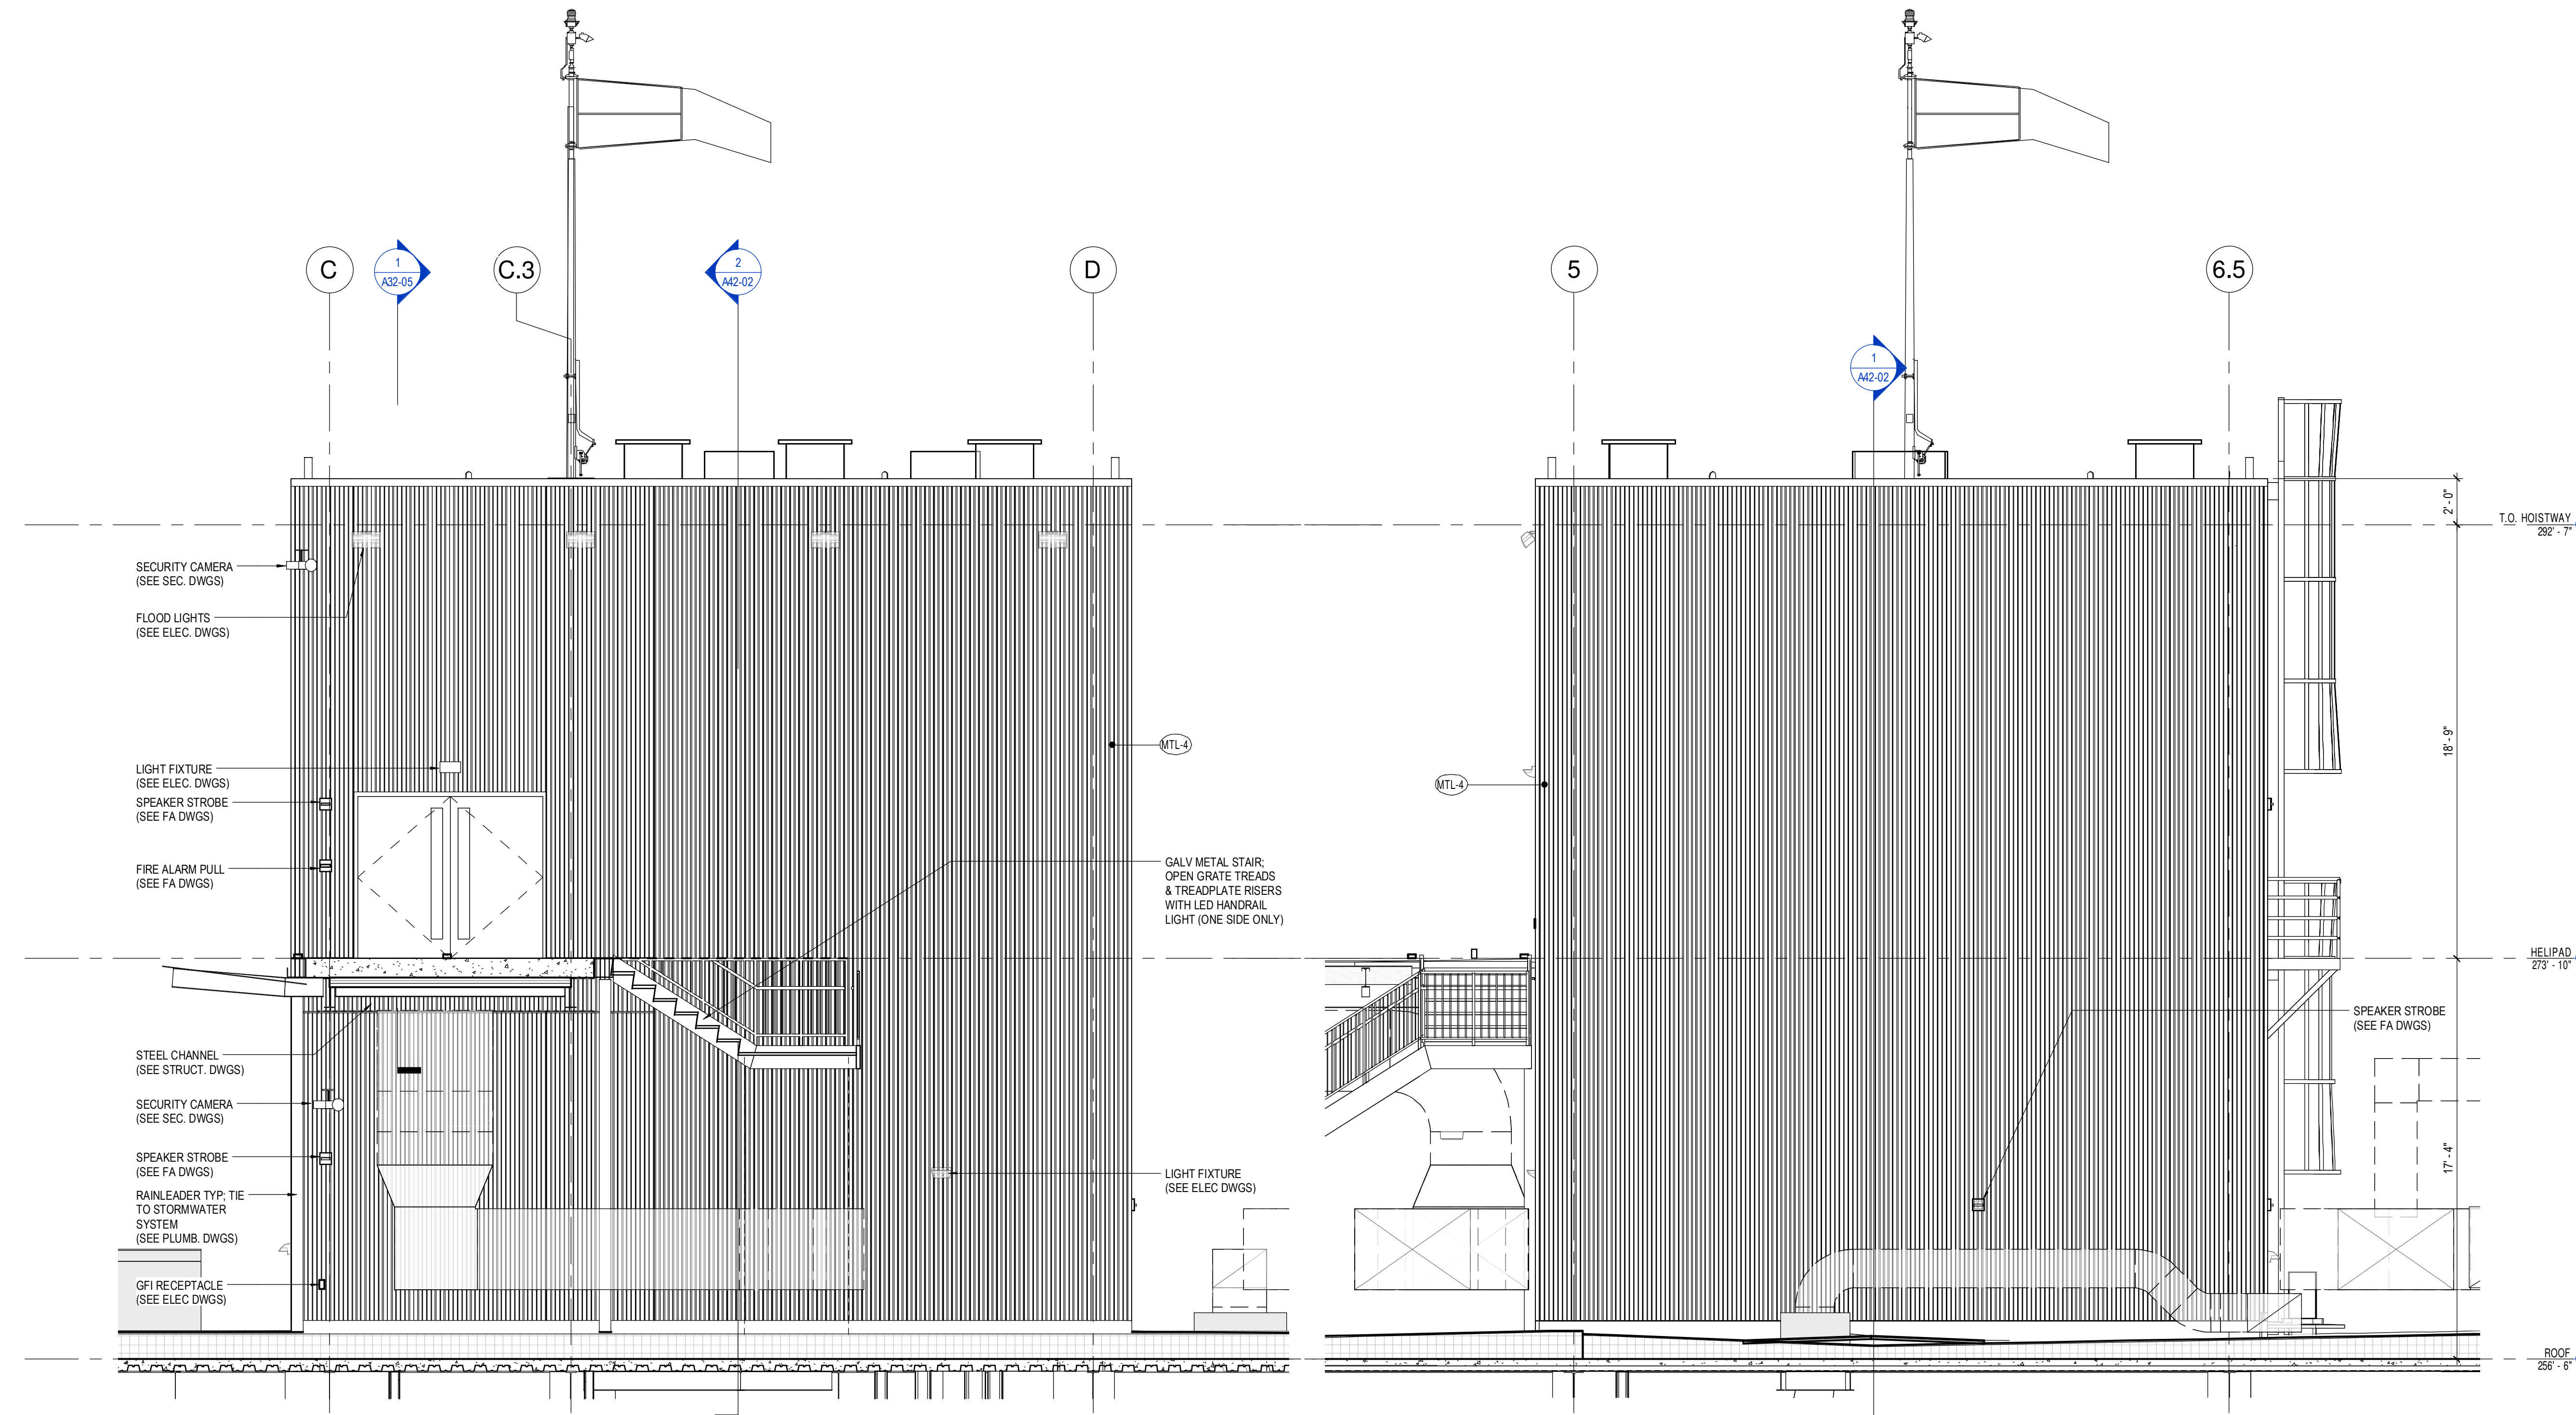 C
1
A32-05
C.3
2
A42-02
D
5
6.5
1
A42-02
SECURITY CAMERA
(SEE SEC. DWGS)
FLOOD LIGHTS
(SEE ELEC. DWGS)
LIGHT FIXTURE
(SEE ELEC. DWGS)
SPEAKER STROBE
(SEE FA DWGS)
FIRE ALARM PULL
(SEE FA DWGS)
STEEL CHANNEL
(SEE STRUCT. DWGS)
SECURITY CAMERA
(SEE SEC. DWGS)
SPEAKER STROBE
(SEE FA DWGS)
RAINLEADER TYP; TIE
TO STORMWATER
SYSTEM
(SEE PLUMB. DWGS)
GFI RECEPTACLE
(SEE ELEC DWGS)
MTL-4
GALV METAL STAIR;
OPEN GRATE TREADS
& TREADPLATE RISERS
WITH LED HANDRAIL
LIGHT (ONE SIDE ONLY)
LIGHT FIXTURE
(SEE ELEC DWGS)
MTL-4
SPEAKER STROBE
(SEE FA DWGS)
2' - 0"
18' - 9"
17' - 4"
T.O. HOISTWAY
292' - 7"
HELIPAD
273' - 10"
ROOF
256' - 6"